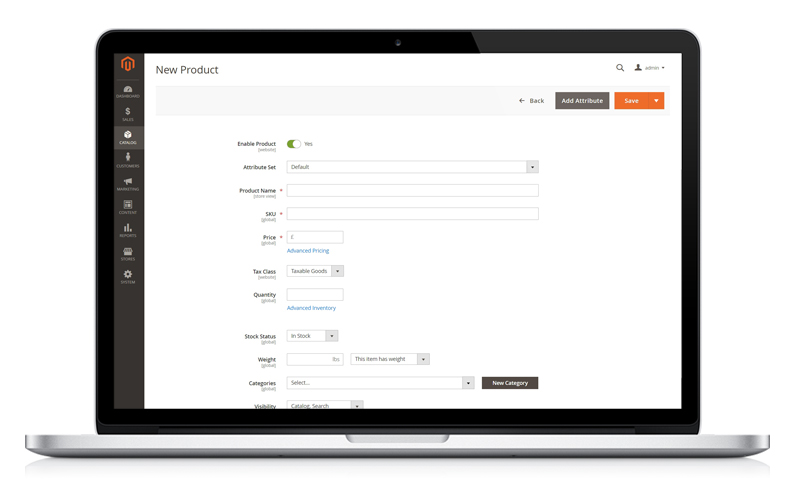 New Product
admin
Back
Add Attribute
Save
DASHBOARD
SALES
CATALOG
CUSTOMERS
MARKETING
CONTENT
REPORTS
STORES
SYSTEM
Enable Product
[website]
Yes
Attribute Set
Default
Product Name *
[store view]
SKU *
[global]
Price *
[global]
£
Advanced Pricing
Tax Class
[website]
Taxable Goods
Quantity
[global]
Advanced Inventory
Stock Status
[global]
In Stock
Weight
[global]
lbs
This item has weight
Categories
[global]
Select...
New Category
Visibility
Catalog, Search